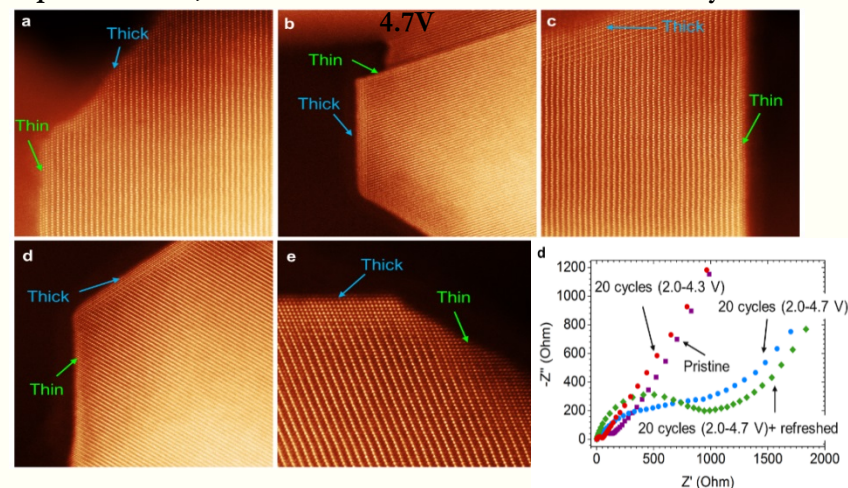 4.7V
a
Thick
Thin
b
Thin
Thick
c
Thick
Thin
d
Thick
Thin
e
Thick
Thin
d
1200
1000
800
600
400
200
0
-Z'' (Ohm)
20 cycles (2.0-4.3 V)
20 cycles (2.0-4.7 V)
Pristine
20 cycles (2.0-4.7 V)+ refreshed
0 500 1000 1500 2000
Z' (Ohm)